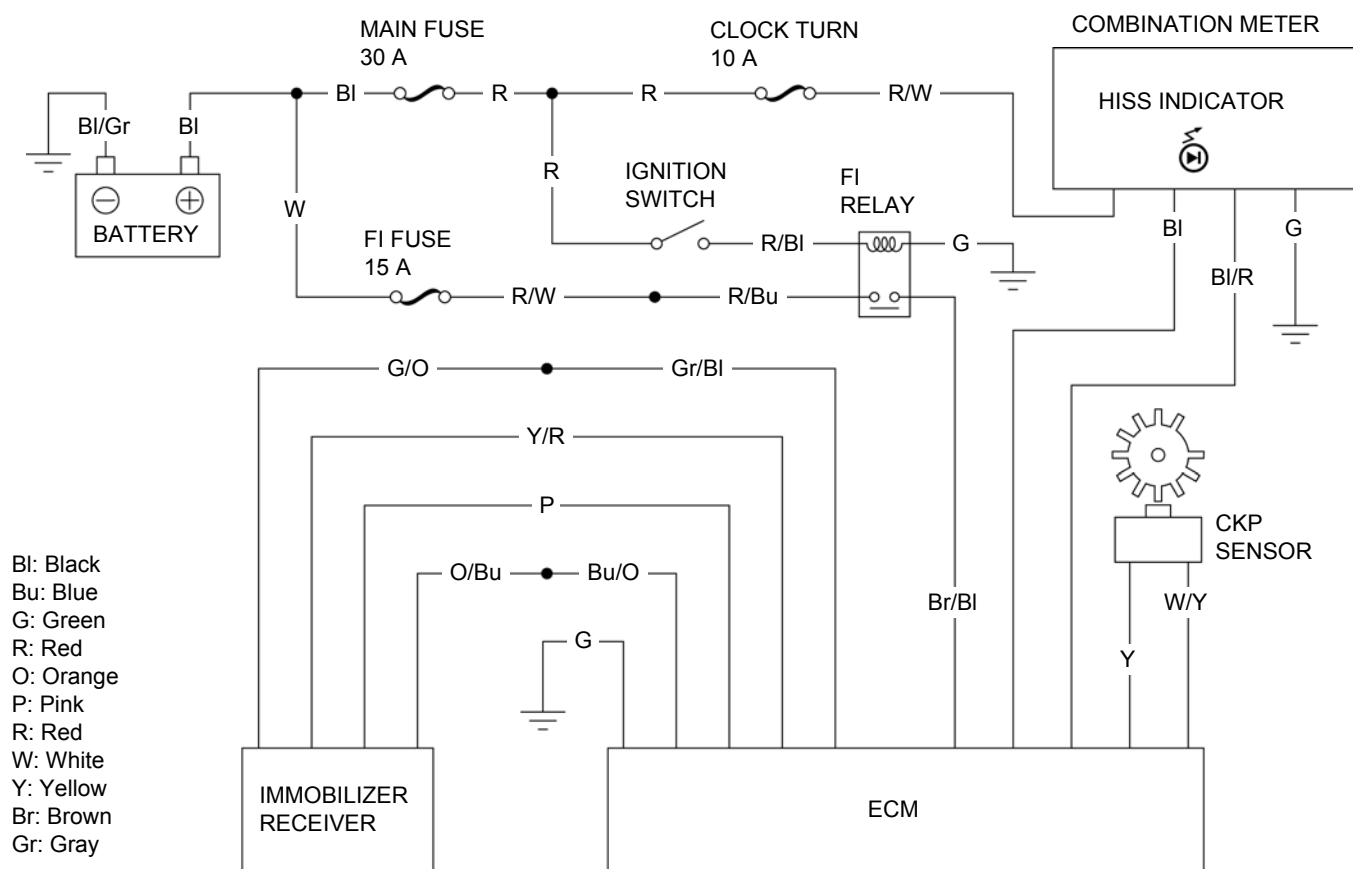 MAIN FUSE
30 A
CLOCK TURN
10 A
COMBINATION METER
HISS INDICATOR
Bl
R
R
R/W
Bl/Gr
Bl
BATTERY
W
R
IGNITION
SWITCH
FI
RELAY
R/Bl
G
Bl
Bl/R
G
FI FUSE
15 A
R/W
R/Bu
G/O
Gr/Bl
Y/R
P
O/Bu
Bu/O
G
Br/Bl
CKP
SENSOR
Y
W/Y
Bl: Black
Bu: Blue
G: Green
R: Red
O: Orange
P: Pink
R: Red
W: White
Y: Yellow
Br: Brown
Gr: Gray
IMMOBILIZER
RECEIVER
ECM